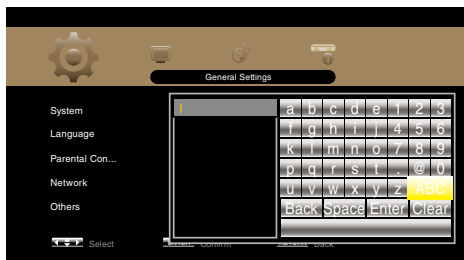 General Settings
System
Language
Parental Con...
Network
Others
a b c d e 1 2 3
f g h i j 4 5 6
k l m n o 7 8 9
p q r s t . @ 0
u v w x y z ABC
Back Space Enter Clear
Select
Confirm
Back